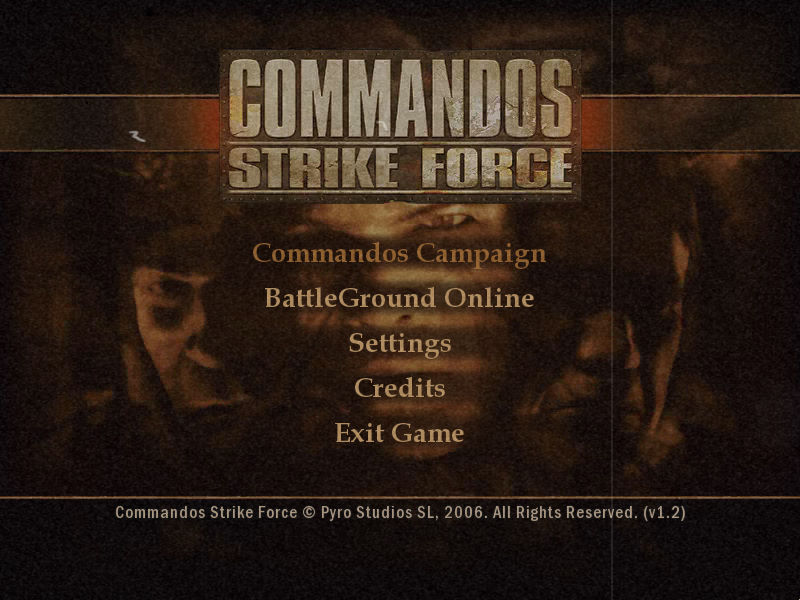 COMMANDOS
STRIKE FORCE
Commandos Campaign
BattleGround Online
Settings
Credits
Exit Game
Commandos Strike Force © Pyro Studios SL, 2006. All Rights Reserved. (v1.2)